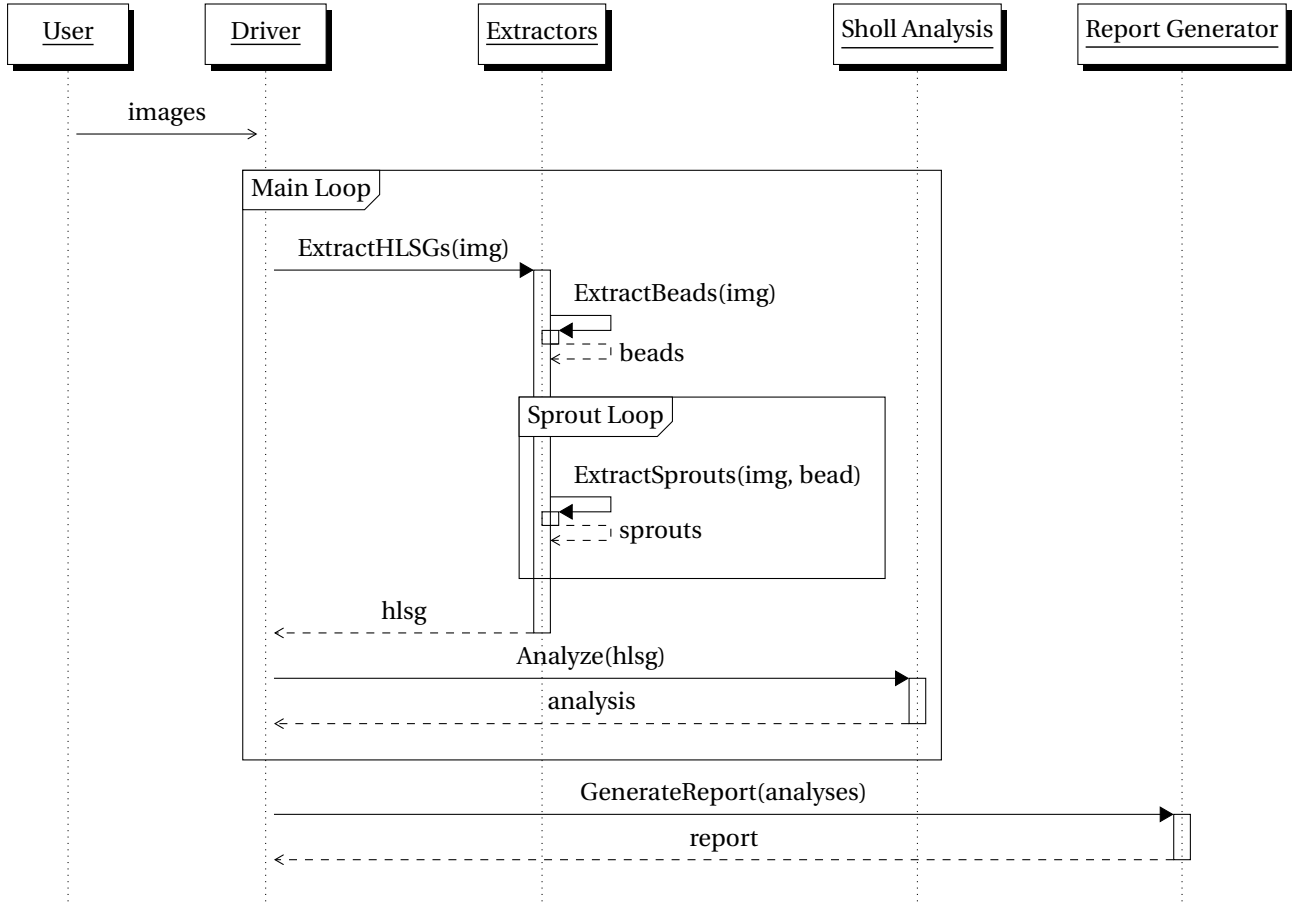 User
Driver
Extractors
Sholl Analysis
Report Generator
images
Main Loop
ExtractHLSGs(img)
ExtractBeads(img)
beads
Sprout Loop
ExtractSprouts(img, bead)
sprouts
hlsg
Analyze(hlsg)
analysis
GenerateReport(analyses)
report